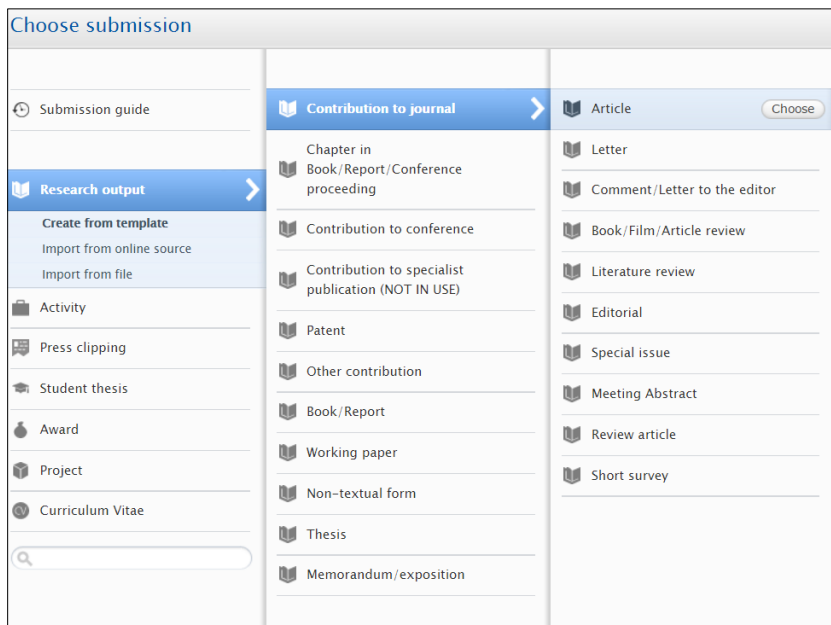 Choose submission
Submission guide
Research output
Create from template
Import from online source
Import from file
Activity
Press clipping
Student thesis
Award
Project
CV Curriculum Vitae
Contribution to journal
Chapter in
Book/Report/Conference
proceeding
Contribution to conference
Contribution to specialist
publication (NOT IN USE)
Patent
Other contribution
Book/Report
Working paper
Non-textual form
Thesis
Memorandum/exposition
Article Choose
Letter
Comment/Letter to the editor
Book/Film/Article review
Literature review
Editorial
Special issue
Meeting Abstract
Review article
Short survey